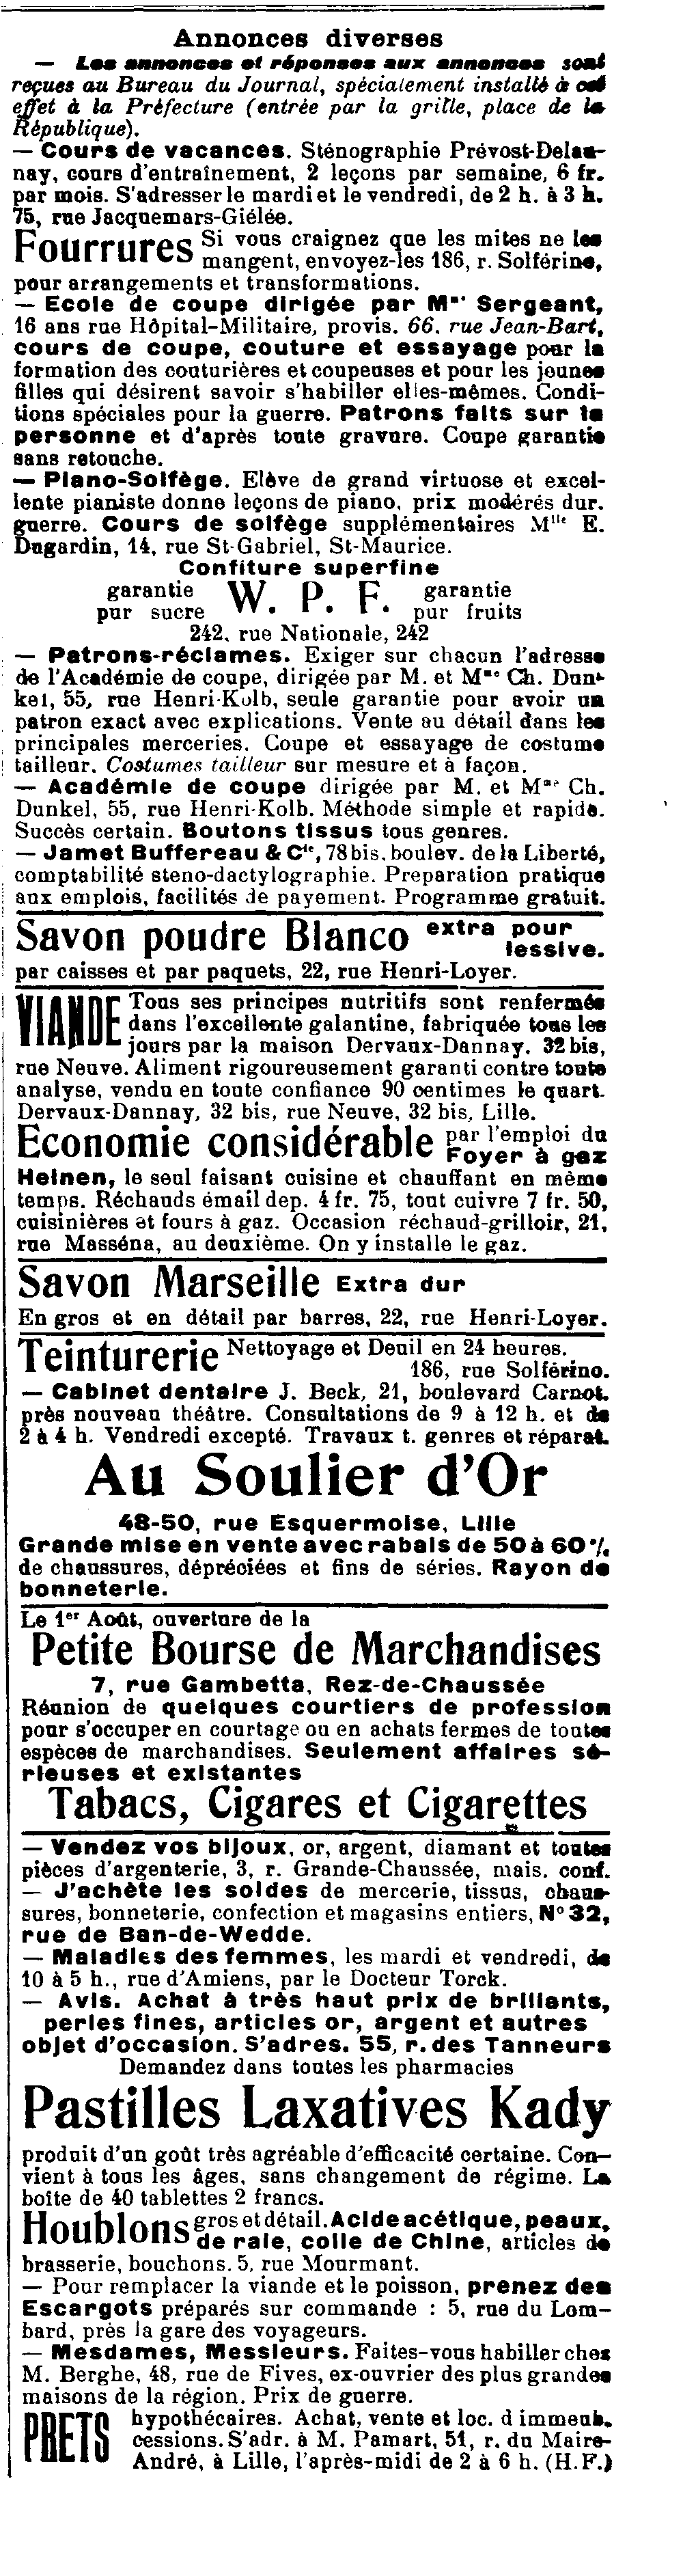 Annonces diverses
— Les annonces et réponses aux annonces sont
reçues au Bureau du Journal, spécialement installé à cet
effet à la Préfecture (entrée par la grille, place de la
République).
— Cours de vacances. Sténographie Prévost-Delau-
nay, cours d'entraînement, 2 leçons par semaine, 6 fr.
par mois. S'adresser le mardi et le vendredi, de 2 h. à 3 h.
75, rue Jacquemars-Giélée.
Fourrures Si vous craignez que les mites ne les
mangent, envoyez-les 186, r. Solférino,
pour arrangements et transformations.
— Ecole de coupe dirigée par Mme Sergeant,
16 ans rue Hôpital-Militaire, provis. 66, rue Jean-Bart,
cours de coupe, couture et essayage pour la
formation des couturières et coupeuses et pour les jeunes
filles qui désirent savoir s'habiller elles-mêmes. Condi-
tions spéciales pour la guerre. Patrons faits sur la
personne et d'après toute gravure. Coupe garantie
sans retouche.
— Piano-Solfège. Elève de grand virtuose et excel-
lente pianiste donne leçons de piano, prix modérés dur.
guerre. Cours de solfège supplémentaires Mlle E.
Dugardin, 14, rue St-Gabriel, St-Maurice.
Confiture superfine
garantie W. P. F. garantie
pur sucre pur fruits
242, rue Nationale, 242
— Patrons-réclames. Exiger sur chacun l'adresse
de l'Académie de coupe, dirigée par M. et Mme Ch. Dun-
kel, 55, rue Henri-Kolb, seule garantie pour avoir un
patron exact avec explications. Vente au détail dans les
principales merceries. Coupe et essayage de costume
tailleur. Costumes tailleur sur mesure et à façon.
— Académie de coupe dirigée par M. et Mme Ch.
Dunkel, 55, rue Henri-Kolb. Méthode simple et rapide.
Succès certain. Boutons tissus tous genres.
— Jamet Buffereau & Cie, 78 bis, boulev. de la Liberté,
comptabilité steno-dactylographie. Preparation pratique
aux emplois, facilités de payement. Programme gratuit.
Savon poudre Blanco extra pour
lessive.
par caisses et par paquets, 22, rue Henri-Loyer.
VIANDE Tous ses principes nutritifs sont renfermés
dans l'excellente galantine, fabriquée tous les
jours par la maison Dervaux-Dannay, 32 bis,
rue Neuve. Aliment rigoureusement garanti contre toute
analyse, vendu en toute confiance 90 centimes le quart.
Dervaux-Dannay, 32 bis, rue Neuve, 32 bis, Lille.
Economie considérable par l'emploi du
Foyer à gaz
Heinen, le seul faisant cuisine et chauffant en même
temps. Réchauds émail dep. 4 fr. 75, tout cuivre 7 fr. 50,
cuisinières et fours à gaz. Occasion réchaud-grilloir, 21,
rue Masséna, au deuxième. On y installe le gaz.
Savon Marseille Extra dur
En gros et en détail par barres, 22, rue Henri-Loyer.
Teinturerie Nettoyage et Deuil en 24 heures.
186, rue Solférino.
— Cabinet dentaire J. Beck, 21, boulevard Carnot,
près nouveau théâtre. Consultations de 9 à 12 h. et de
2 à 4 h. Vendredi excepté. Travaux t. genres et réparat.
Au Soulier d'Or
48-50, rue Esquermoise, Lille
Grande mise en vente avec rabais de 50 à 60 %
de chaussures, dépréciées et fins de séries. Rayon de
bonneterie.
Le 1er Août, ouverture de la
Petite Bourse de Marchandises
7, rue Gambetta, Rez-de-Chaussée
Réunion de quelques courtiers de profession
pour s'occuper en courtage ou en achats fermes de toutes
espèces de marchandises. Seulement affaires sé-
rieuses et existantes
Tabacs, Cigares et Cigarettes
— Vendez vos bijoux, or, argent, diamant et toutes
pièces d'argenterie, 3, r. Grande-Chaussée, mais. conf.
— J'achète les soldes de mercerie, tissus, chaus-
sures, bonneterie, confection et magasins entiers, No 32,
rue de Ban-de-Wedde.
— Maladies des femmes, les mardi et vendredi, de
10 à 5 h., rue d'Amiens, par le Docteur Torck.
— Avis. Achat à très haut prix de brillants,
perles fines, articles or, argent et autres
objet d'occasion. S'adres. 55, r. des Tanneurs
Demandez dans toutes les pharmacies
Pastilles Laxatives Kady
produit d'un goût très agréable d'efficacité certaine. Con-
vient à tous les âges, sans changement de régime. La
boîte de 40 tablettes 2 francs.
Houblons gros et détail. Acide acétique, peaux,
de raie, colle de Chine, articles de
brasserie, bouchons. 5, rue Mourmant.
— Pour remplacer la viande et le poisson, prenez des
Escargots préparés sur commande : 5, rue du Lom-
bard, près la gare des voyageurs.
— Mesdames, Messieurs. Faites-vous habiller chez
M. Berghe, 48, rue de Fives, ex-ouvrier des plus grandes
maisons de la région. Prix de guerre.
PRETS hypothécaires. Achat, vente et loc. d immeub.
cessions. S'adr. à M. Pamart, 51, r. du Maire-
André, à Lille, l'après-midi de 2 à 6 h. (H.F.)